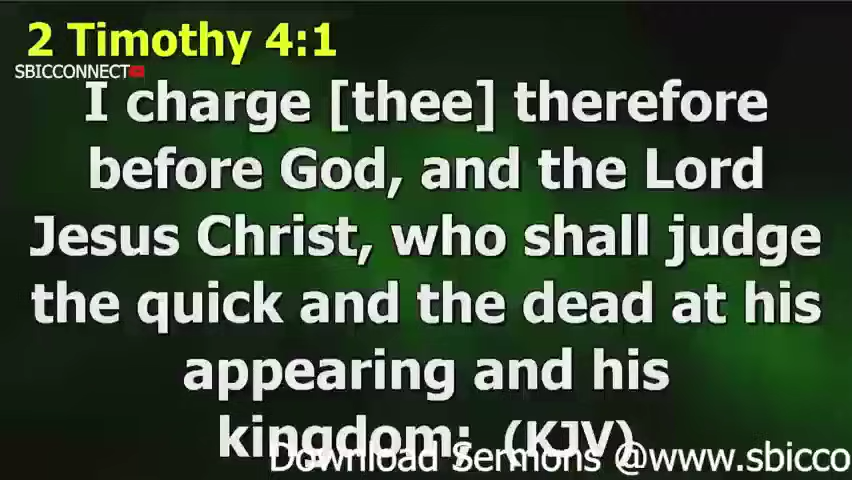 2 Timothy 4:1
SBICCONNECT
I charge [thee] therefore
before God, and the Lord
Jesus Christ, who shall judge
the quick and the dead at his
appearing and his
kingdom; (KJV)
Download Sermons @www.sbicco